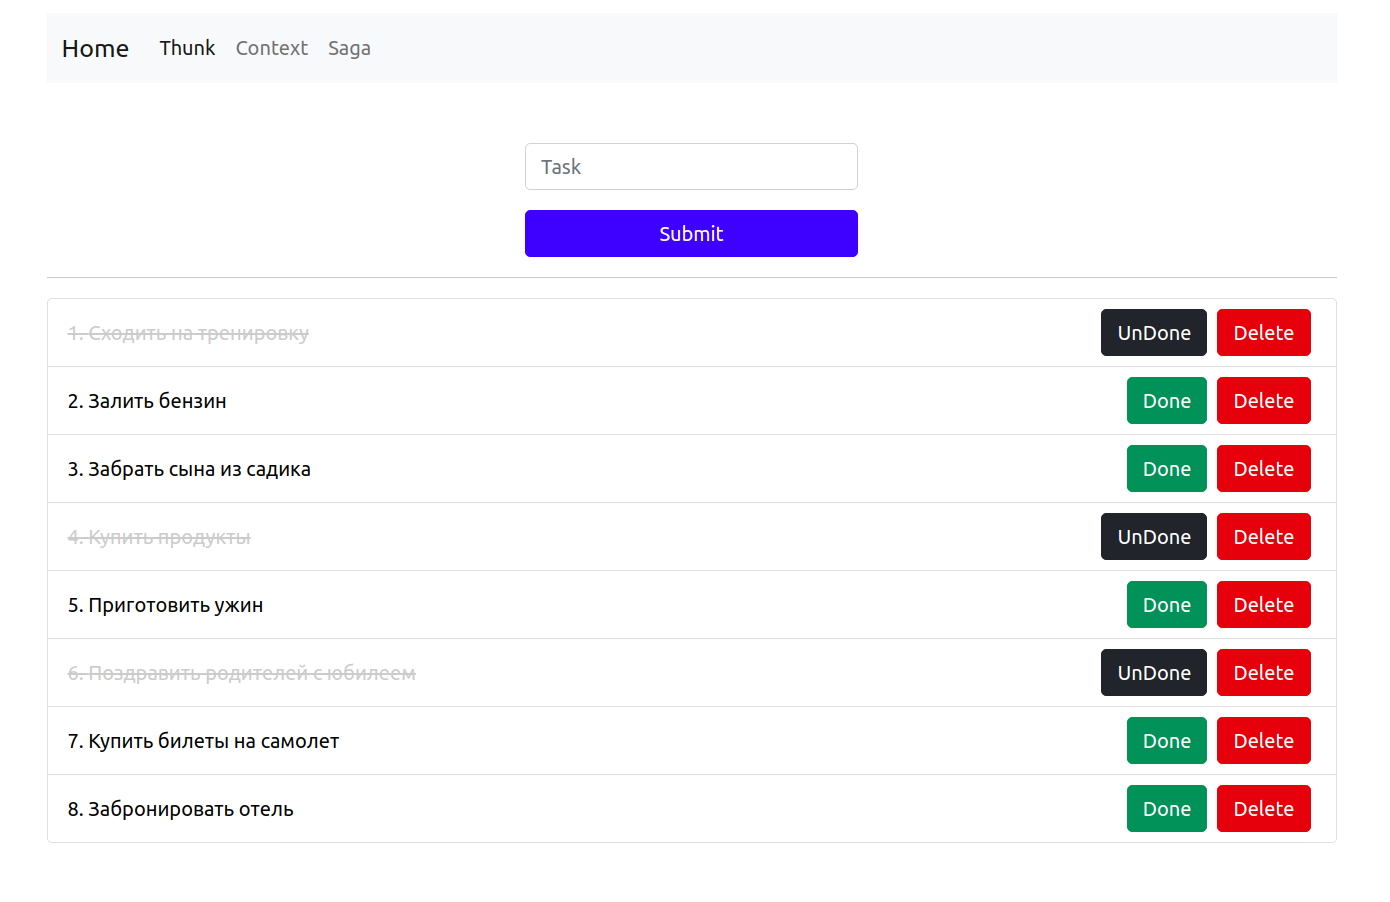 Home Thunk Context Saga
Task
Submit
1. Сходить на тренировку UnDone Delete
2. Залить бензин Done Delete
3. Забрать сына из садика Done Delete
4. Купить продукты UnDone Delete
5. Приготовить ужин Done Delete
6. Поздравить родителей с юбилеем UnDone Delete
7. Купить билеты на самолет Done Delete
8. Забронировать отель Done Delete